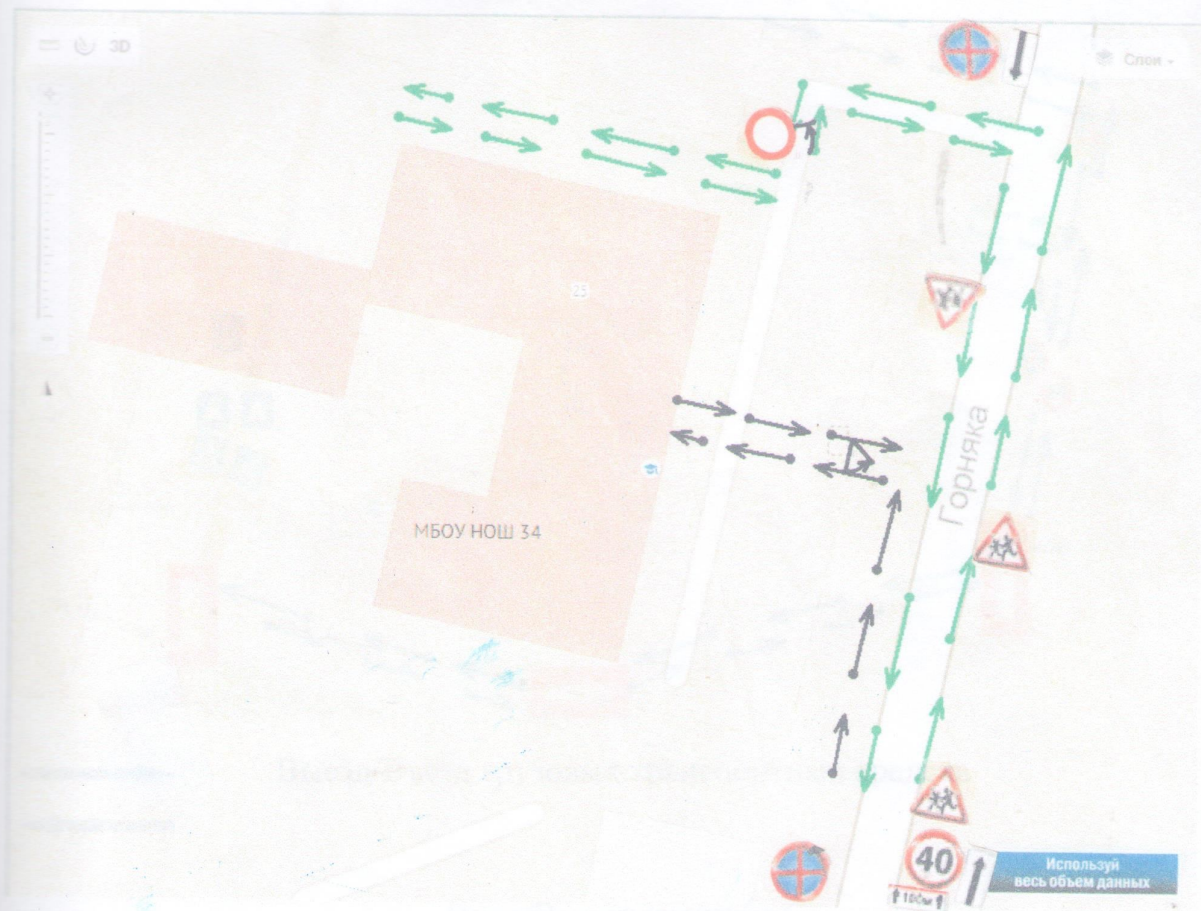 3D
Слои
25
Горняка
МБОУ НОШ 34
40
100м
Используй
весь объем данных